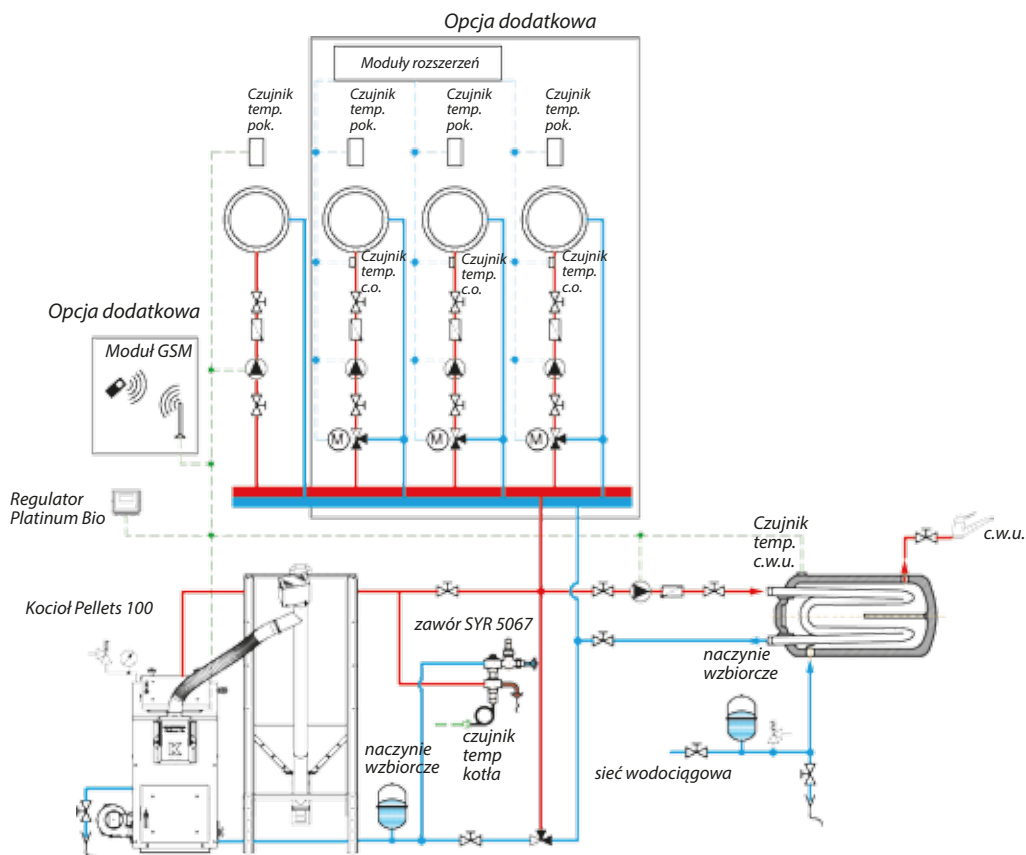 Opcja dodatkowa
Moduły rozszerzeń
Czujnik
temp.
pok.
Czujnik
temp.
pok.
Czujnik
temp.
pok.
Czujnik
temp.
pok.
Czujnik
temp.
c.o.
Czujnik
temp.
c.o.
Czujnik
temp.
c.o.
Opcja dodatkowa
Moduł GSM
M
M
M
Regulator
Platinum Bio
Czujnik
temp.
c.w.u.
c.w.u.
Kocioł Pellets 100
zawór SYR 5067
naczynie
wzbiorcze
K
czujnik
temp
kotła
naczynie
wzbiorcze
sieć wodociągowa